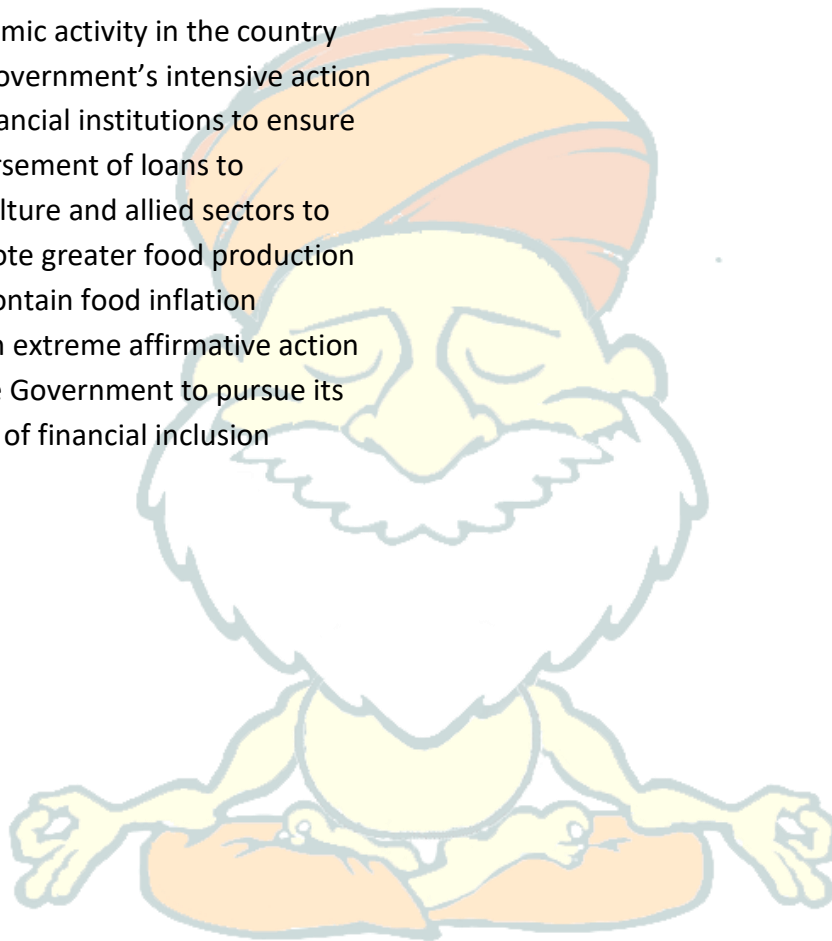 mic activity in the country
overnment's intensive action
ancial institutions to ensure
rsement of loans to
lture and allied sectors to
ote greater food production
ontain food inflation
n extreme affirmative action
e Government to pursue its
of financial inclusion